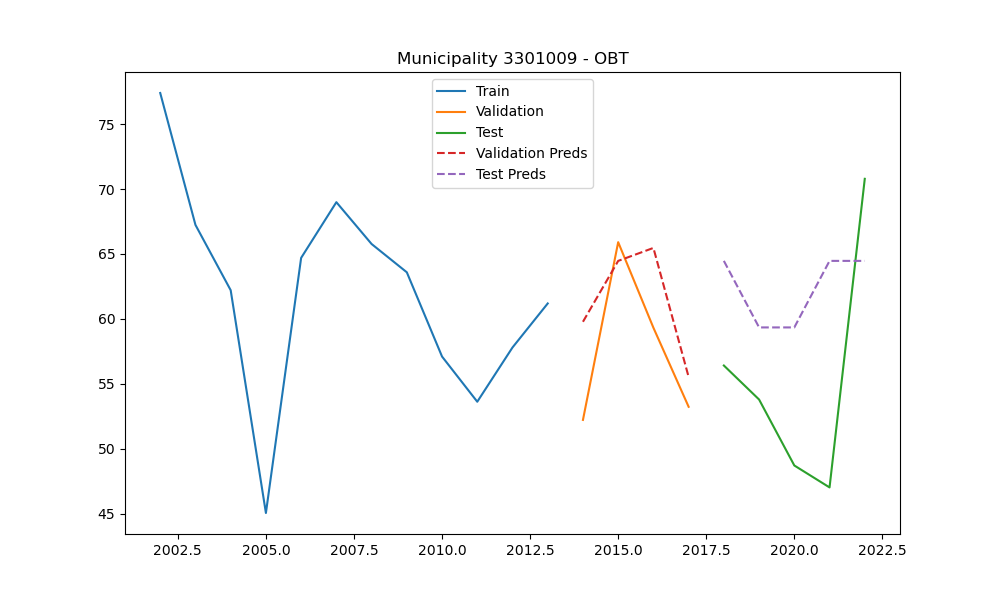 Municipality 3301009 - OBT
Train
Validation
Test
Validation Preds
Test Preds
75
70
65
60
55
50
45
2002.5 2005.0 2007.5 2010.0 2012.5 2015.0 2017.5 2020.0 2022.5